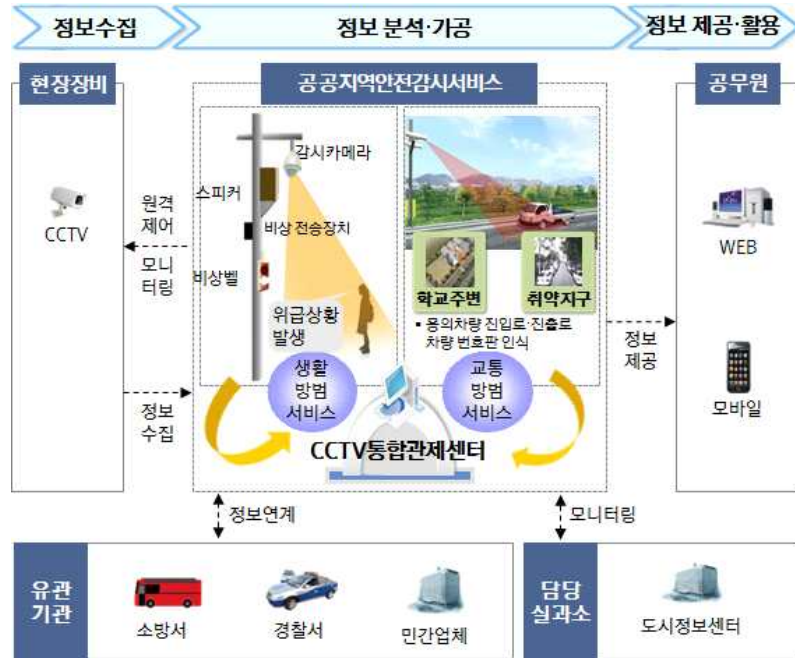 정보수집
정보 분석·가공
정보 제공·활용
현장장비
CCTV
원격
제어
모니
터링
정보
수집
공공지역안전감시서비스
감시카메라
스피커
비상 전송장치
비상벨
위급상황
발생
생활
방범
서비스
학교주변
취약지구
▪ 용의차량 진입로·진출로
차량 번호판 인식
교통
방범
서비스
CCTV통합관제센터
정보
제공
공무원
WEB
모바일
정보연계
모니터링
유관
기관
소방서
경찰서
민간업체
담당
실과소
도시정보센터